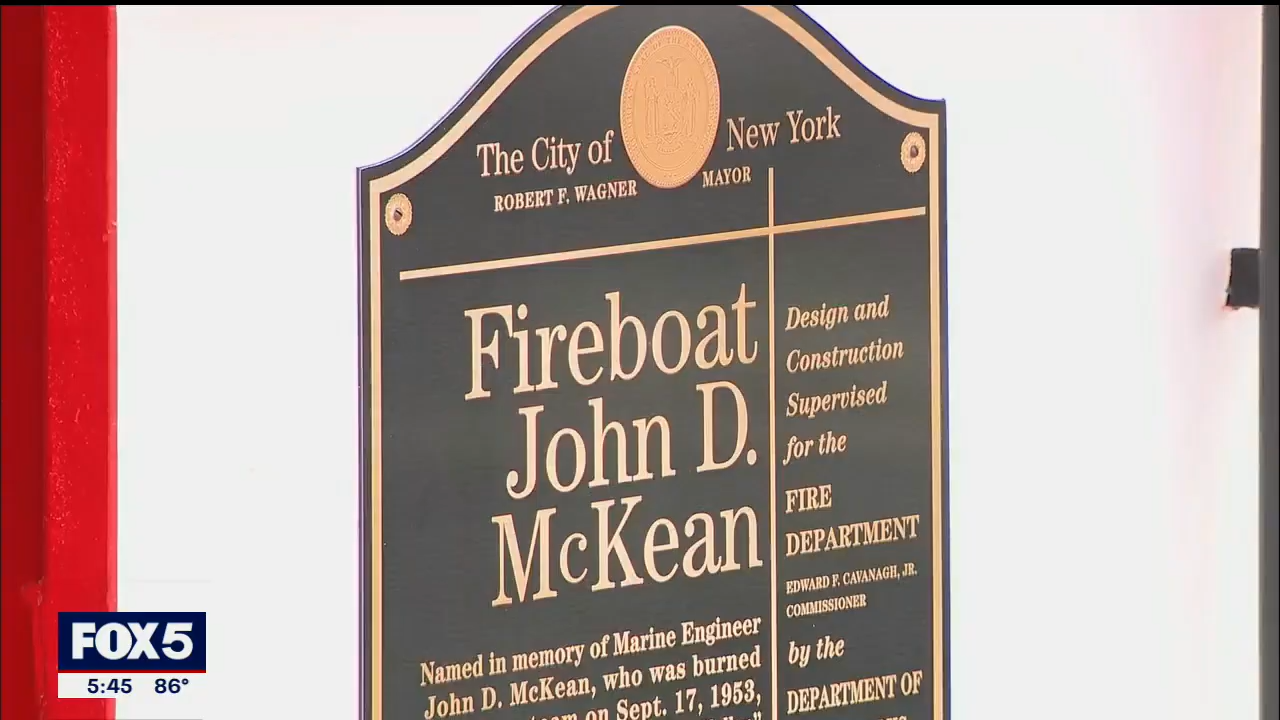 The City of New York
ROBERT F. WAGNER MAYOR
Fireboat
John D.
McKean
Named in memory of Marine Engineer
John D. McKean, who was burned
on Sept. 17, 1953,
Design and
Construction
Supervised
for the
FIRE
DEPARTMENT
EDWARD F. CAVANAGH, JR.
COMMISSIONER
by the
DEPARTMENT OF
FOX 5
5:45 86°